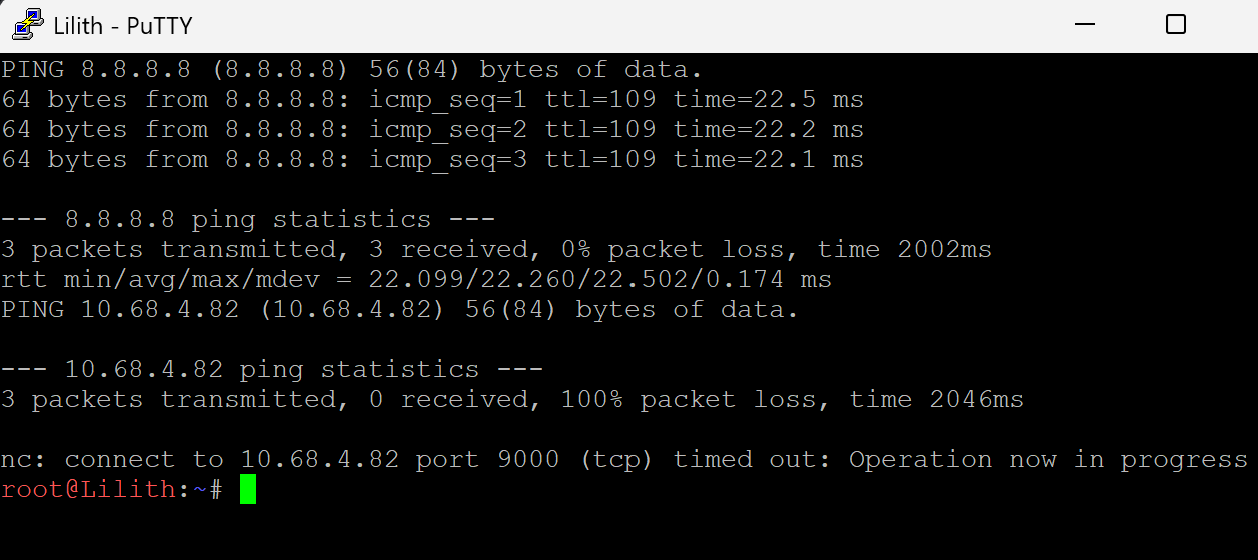 Lilith - PuTTY
PING 8.8.8.8 (8.8.8.8) 56(84) bytes of data.
64 bytes from 8.8.8.8: icmp_seq=1 ttl=109 time=22.5 ms
64 bytes from 8.8.8.8: icmp_seq=2 ttl=109 time=22.2 ms
64 bytes from 8.8.8.8: icmp_seq=3 ttl=109 time=22.1 ms
--- 8.8.8.8 ping statistics ---
3 packets transmitted, 3 received, 0% packet loss, time 2002ms
rtt min/avg/max/mdev = 22.099/22.260/22.502/0.174 ms
PING 10.68.4.82 (10.68.4.82) 56(84) bytes of data.
--- 10.68.4.82 ping statistics ---
3 packets transmitted, 0 received, 100% packet loss, time 2046ms
nc: connect to 10.68.4.82 port 9000 (tcp) timed out: Operation now in progress
root@Lilith:~#